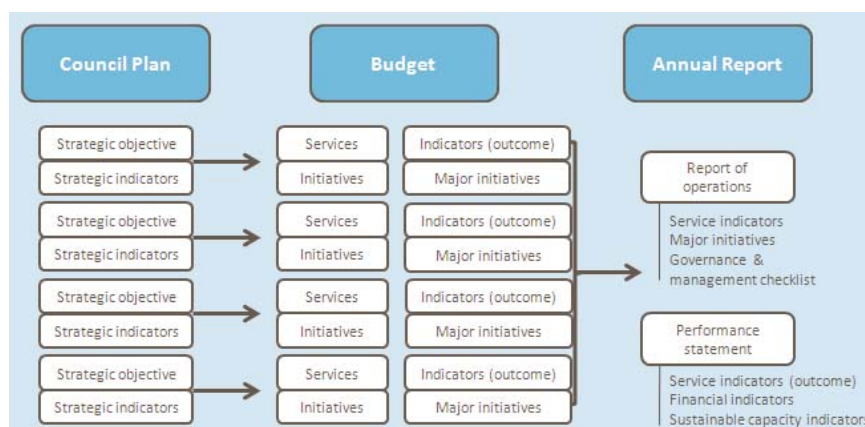 Council Plan
Budget
Annual Report
Strategic objective
Strategic indicators
Services
Initiatives
Indicators (outcome)
Major initiatives
Strategic objective
Strategic indicators
Services
Initiatives
Indicators (outcome)
Major initiatives
Strategic objective
Strategic indicators
Services
Initiatives
Indicators (outcome)
Major initiatives
Strategic objective
Strategic indicators
Services
Initiatives
Indicators (outcome)
Major initiatives
Report of
operations
Service indicators
Major initiatives
Governance &
management checklist
Performance
statement
Service indicators (outcome)
Financial indicators
Sustainable capacity indicators